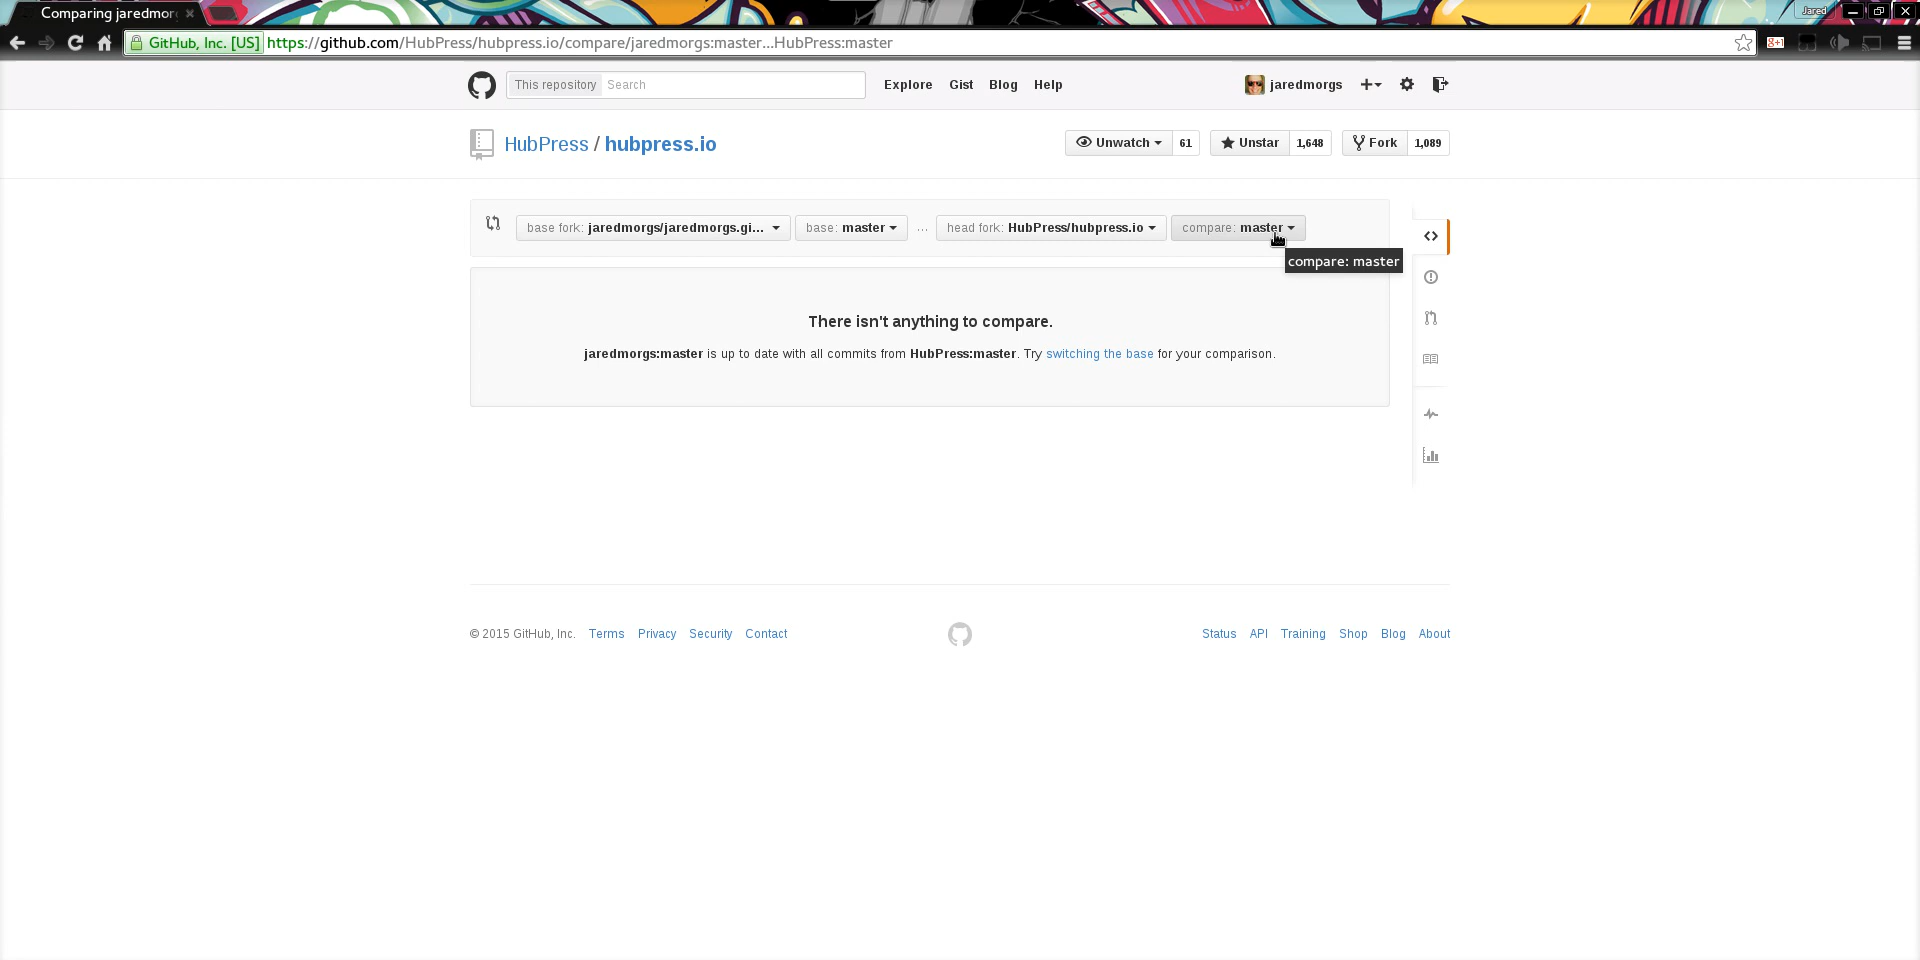 Comparing jaredmor
Jared
GitHub, Inc. [US] https://github.com/HubPress/hubpress.io/compare/jaredmorgs:master...HubPress:master
g+1
This repository Search Explore Gist Blog Help jaredmorgs
HubPress / hubpress.io Unwatch 61 Unstar 1,648 Fork 1,089
base fork: jaredmorgs/jaredmorgs.gi... base: master ... head fork: HubPress/hubpress.io compare: master
compare: master
There isn't anything to compare.
jaredmorgs:master is up to date with all commits from HubPress:master. Try switching the base for your comparison.
© 2015 GitHub, Inc. Terms Privacy Security Contact Status API Training Shop Blog About